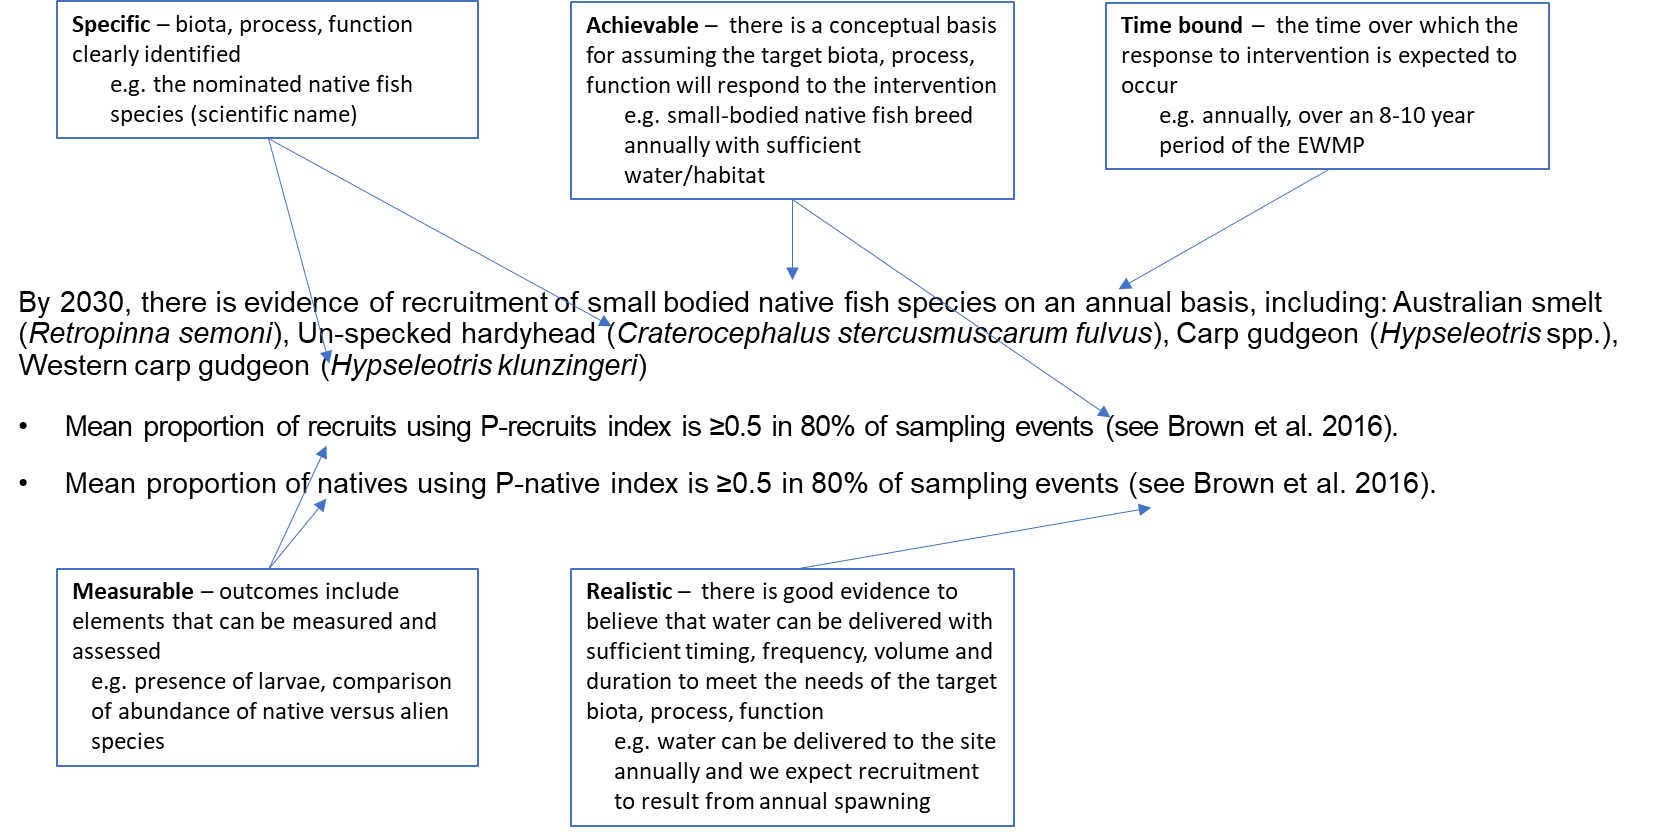 Specific – biota, process, function
clearly identified
e.g. the nominated native fish
species (scientific name)
Achievable –  there is a conceptual basis
for assuming the target biota, process,
function will respond to the intervention
e.g. small-bodied native fish breed
annually with sufficient
water/habitat
Time bound –  the time over which the
response to intervention is expected to
occur
e.g. annually, over an 8-10 year
period of the EWMP
By 2030, there is evidence of recruitment of small bodied native fish species on an annual basis, including: Australian smelt
(Retropinna semoni), Un-specked hardyhead (Craterocephalus stercusmuscarum fulvus), Carp gudgeon (Hypseleotris spp.),
Western carp gudgeon (Hypseleotris klunzingeri)
• Mean proportion of recruits using P-recruits index is ≥0.5 in 80% of sampling events (see Brown et al. 2016).
• Mean proportion of natives using P-native index is ≥0.5 in 80% of sampling events (see Brown et al. 2016).
Measurable – outcomes include
elements that can be measured and
assessed
e.g. presence of larvae, comparison
of abundance of native versus alien
species
Realistic –  there is good evidence to
believe that water can be delivered with
sufficient timing, frequency, volume and
duration to meet the needs of the target
biota, process, function
e.g. water can be delivered to the site
annually and we expect recruitment
to result from annual spawning